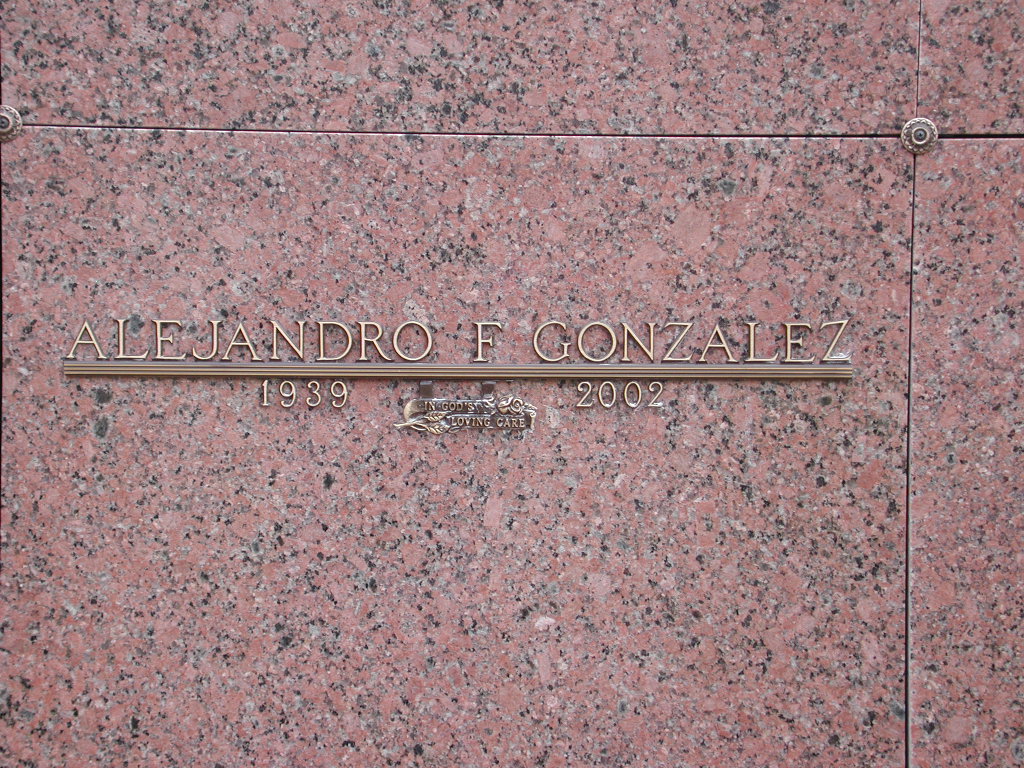 ALEJANDRO F GONZALEZ
1939 2002
IN GOD'S
LOVING CARE